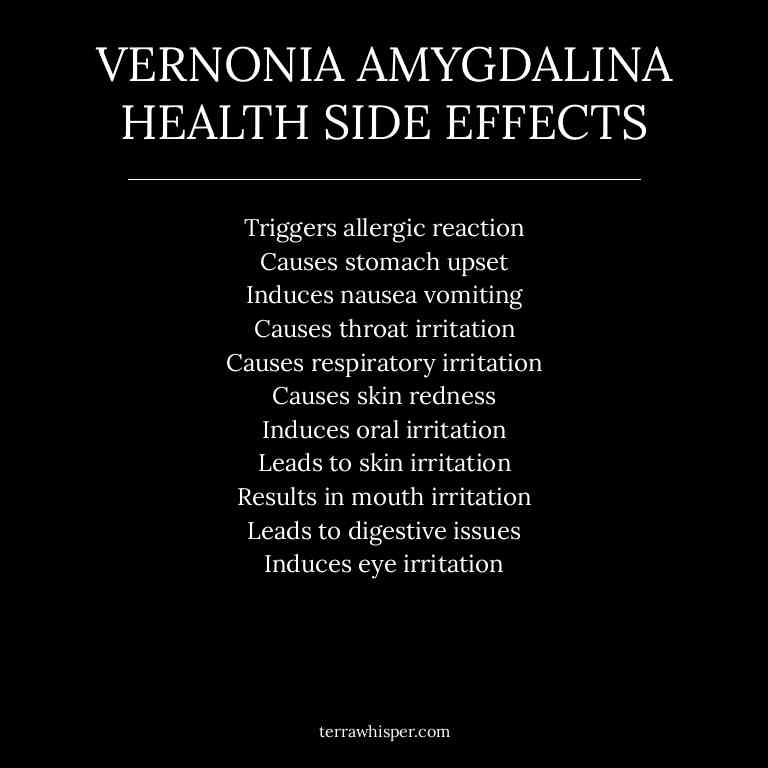 VERNONIA AMYGDALINA
HEALTH SIDE EFFECTS
Triggers allergic reaction
Causes stomach upset
Induces nausea vomiting
Causes throat irritation
Causes respiratory irritation
Causes skin redness
Induces oral irritation
Leads to skin irritation
Results in mouth irritation
Leads to digestive issues
Induces eye irritation
terrawhisper.com